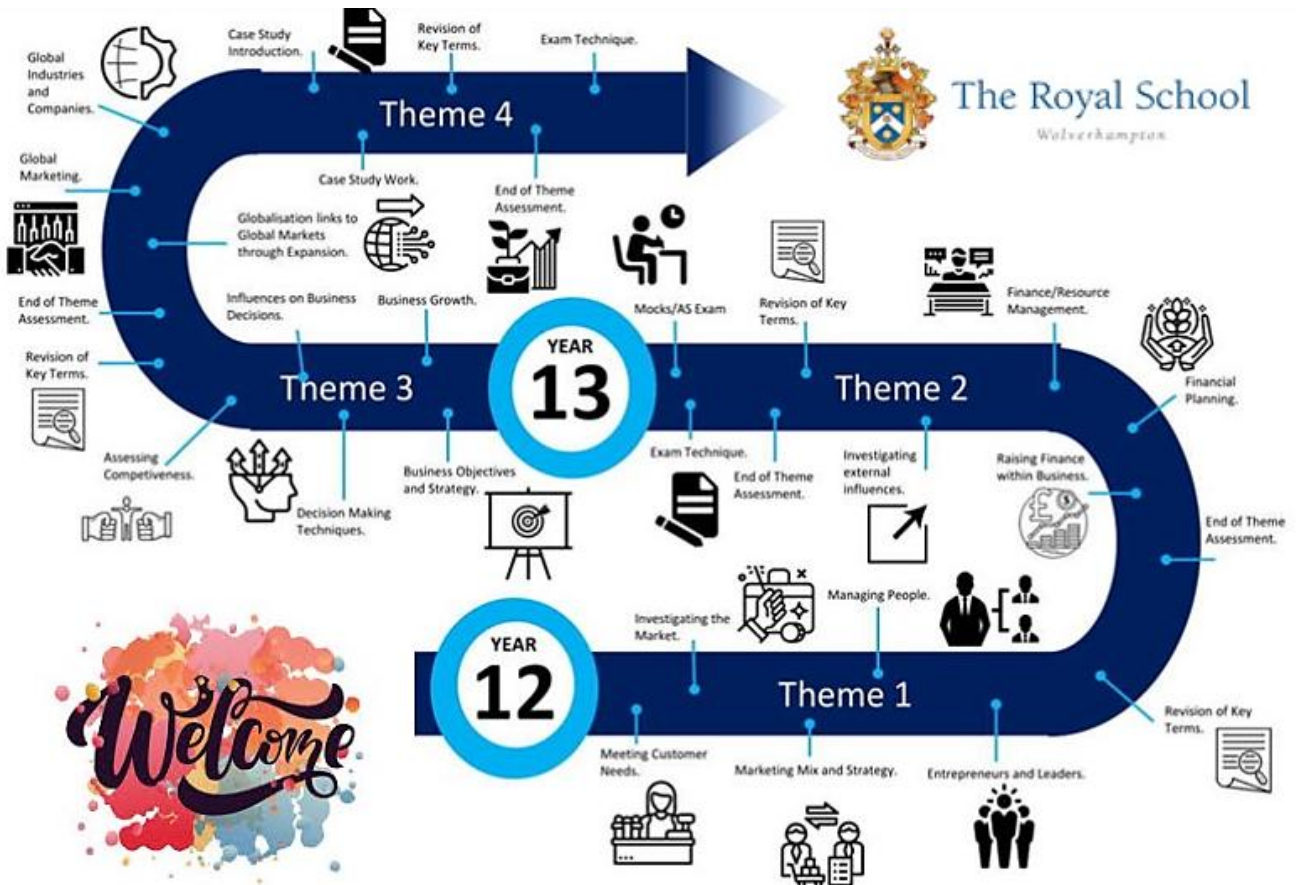 Case Study
Introduction.
Revision of
Key Terms.
Exam Technique.
Global
Industries
and
Companies.
Theme 4
The Royal School
Wolverhampton
Global
Marketing.
Case Study Work.
End of Theme
Assessment.
Globalisation links to
Global Markets
through Expansion.
End of Theme
Assessment.
Influences on Business
Decisions.
Business Growth.
Mocks/AS Exam
Revision of Key
Terms.
Finance/Resource
Management.
Revision of
Key Terms.
Theme 3
YEAR
13
Theme 2
Financial
Planning.
Assessing
Competiveness.
Decision Making
Techniques.
Business Objectives
and Strategy.
Exam Technique.
End of Theme
Assessment.
Investigating
external
influences.
Raising Finance
within Business.
End of Theme
Assessment.
Welcome
YEAR
12
Investigating the
Market.
Managing People.
Theme 1
Meeting Customer
Needs.
Marketing Mix and Strategy.
Entrepreneurs and Leaders.
Revision of Key
Terms.